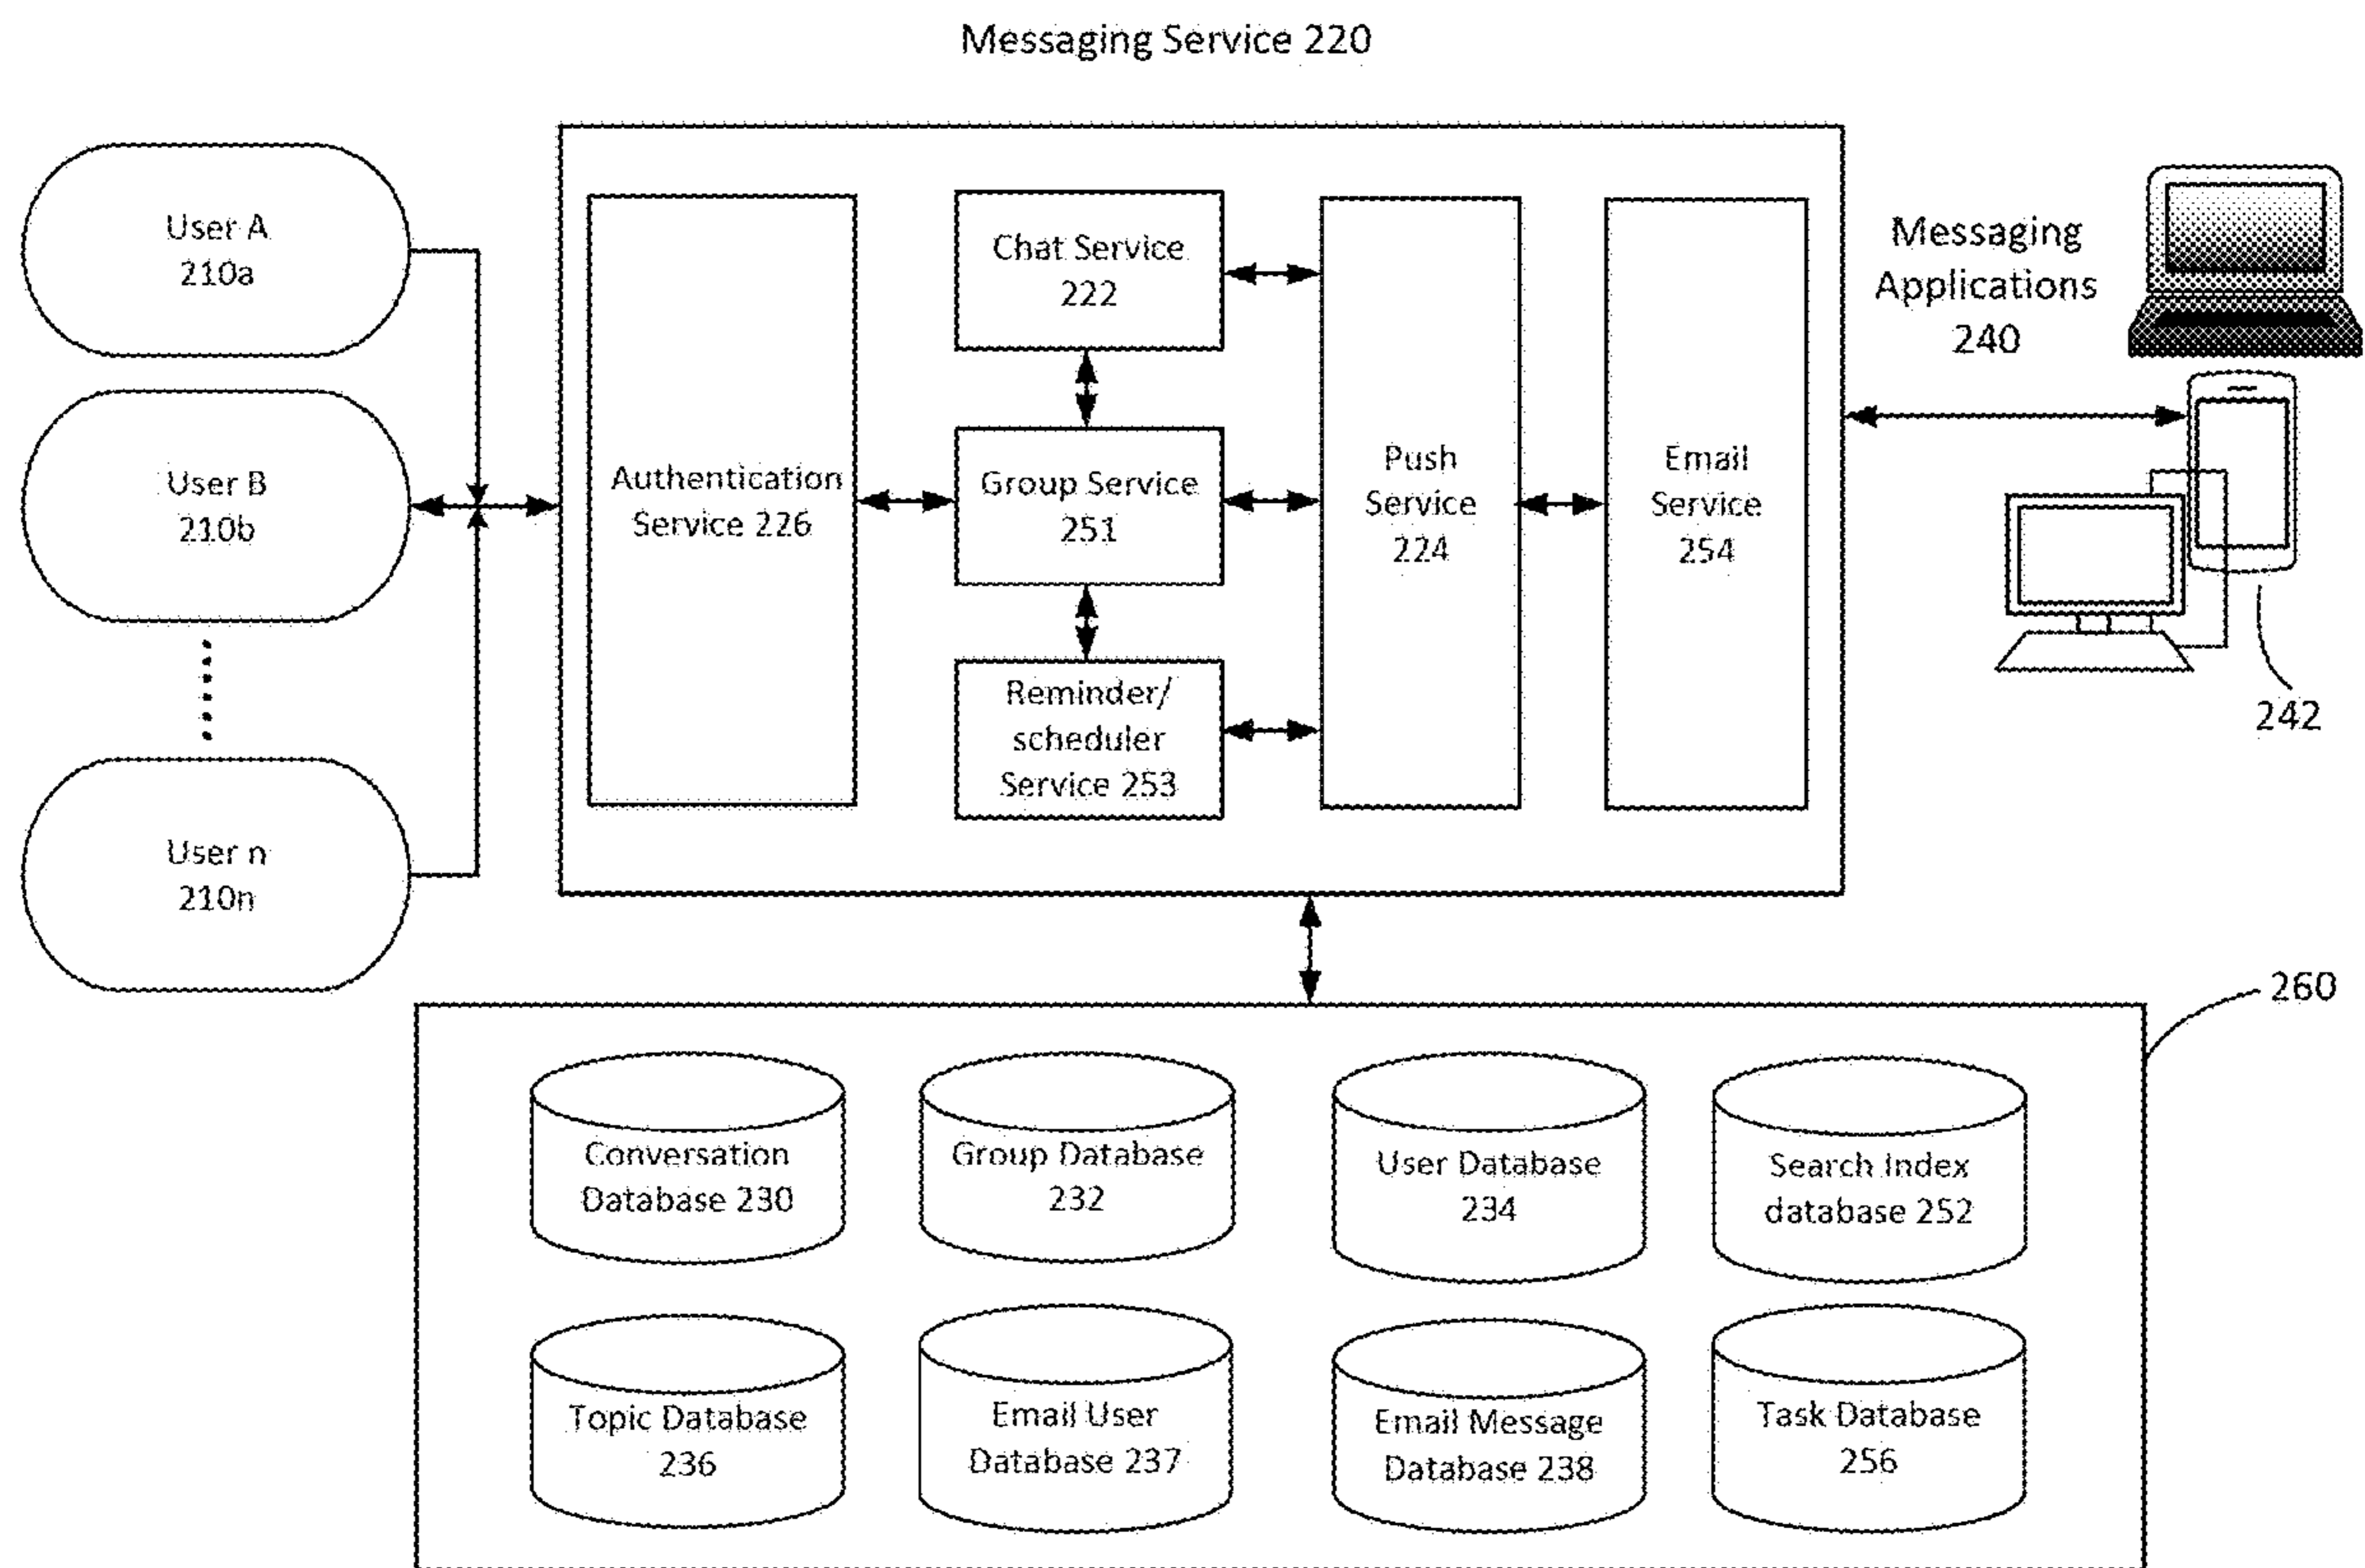 Messaging Service 220
User A
210a
User B
210b
User n
210n
Authentication
Service 226
Chat Service
222
Group Service
251
Reminder/
scheduler
Service 253
Push
Service
224
Email
Service
254
Messaging
Applications
240
242
260
Conversation
Database 230
Group Database
232
User Database
234
Search Index
database 252
Topic Database
236
Email User
Database 237
Email Message
Database 238
Task Database
256